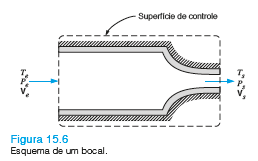 Superfície de controle
Tₑ
Pₑ
Vₑ
Tₛ
Pₛ
Vₛ
Figura 15.6
Esquema de um bocal.